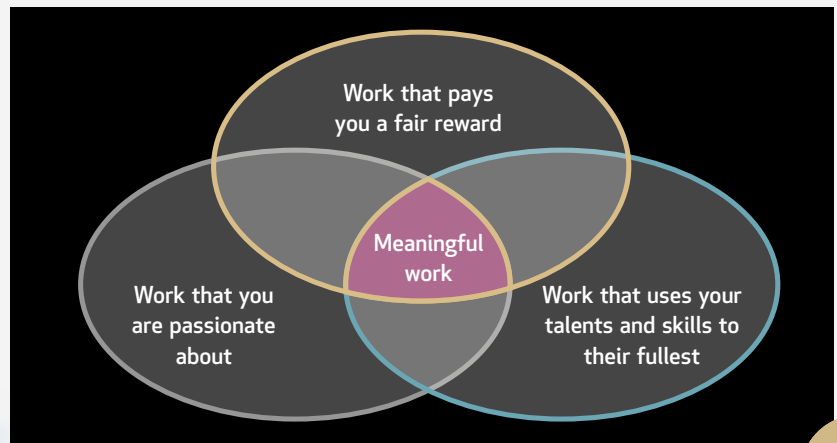 Work that pays
you a fair reward
Meaningful
work
Work that you
are passionate
about
Work that uses your
talents and skills to
their fullest